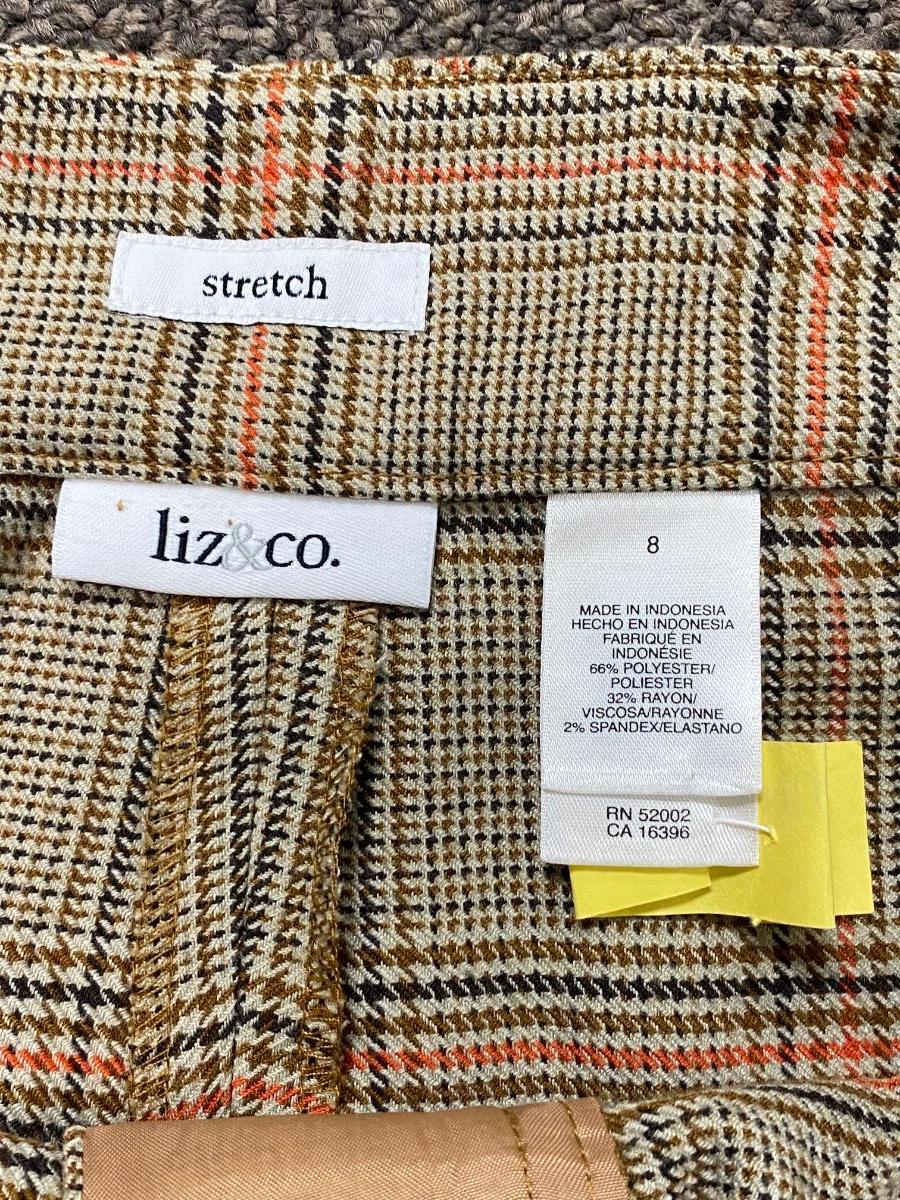 stretch
liz&co.
8
MADE IN INDONESIA
HECHO EN INDONESIA
FABRIQUÉ EN
INDONÉSIE
66% POLYESTER/
POLIESTER
32% RAYON/
VISCOSA/RAYONNE
2% SPANDEX/ELASTANO
RN 52002
CA 16396